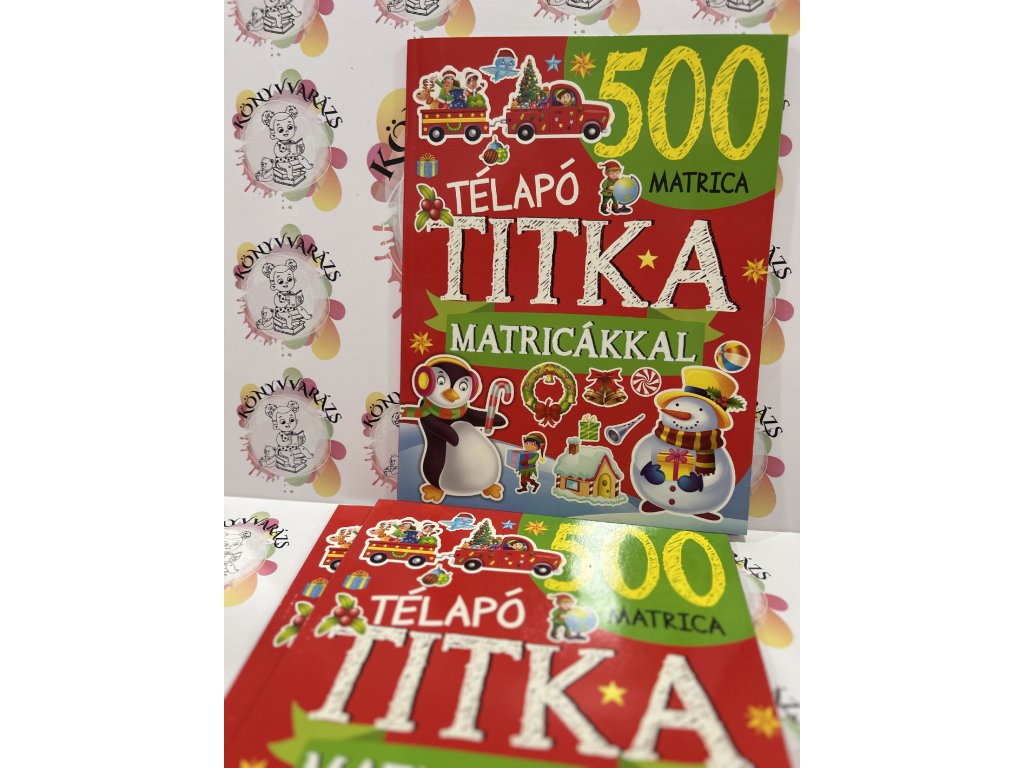 KÖNYVVARÁZS
KÖNYVVARÁZS
KÖNYVVARÁZS
KÖNYVVARÁZS
500
MATRICA
TÉLAPÓ
TITKA
MATRICÁKKAL
500
MATRICA
TÉLAPÓ
TITKA